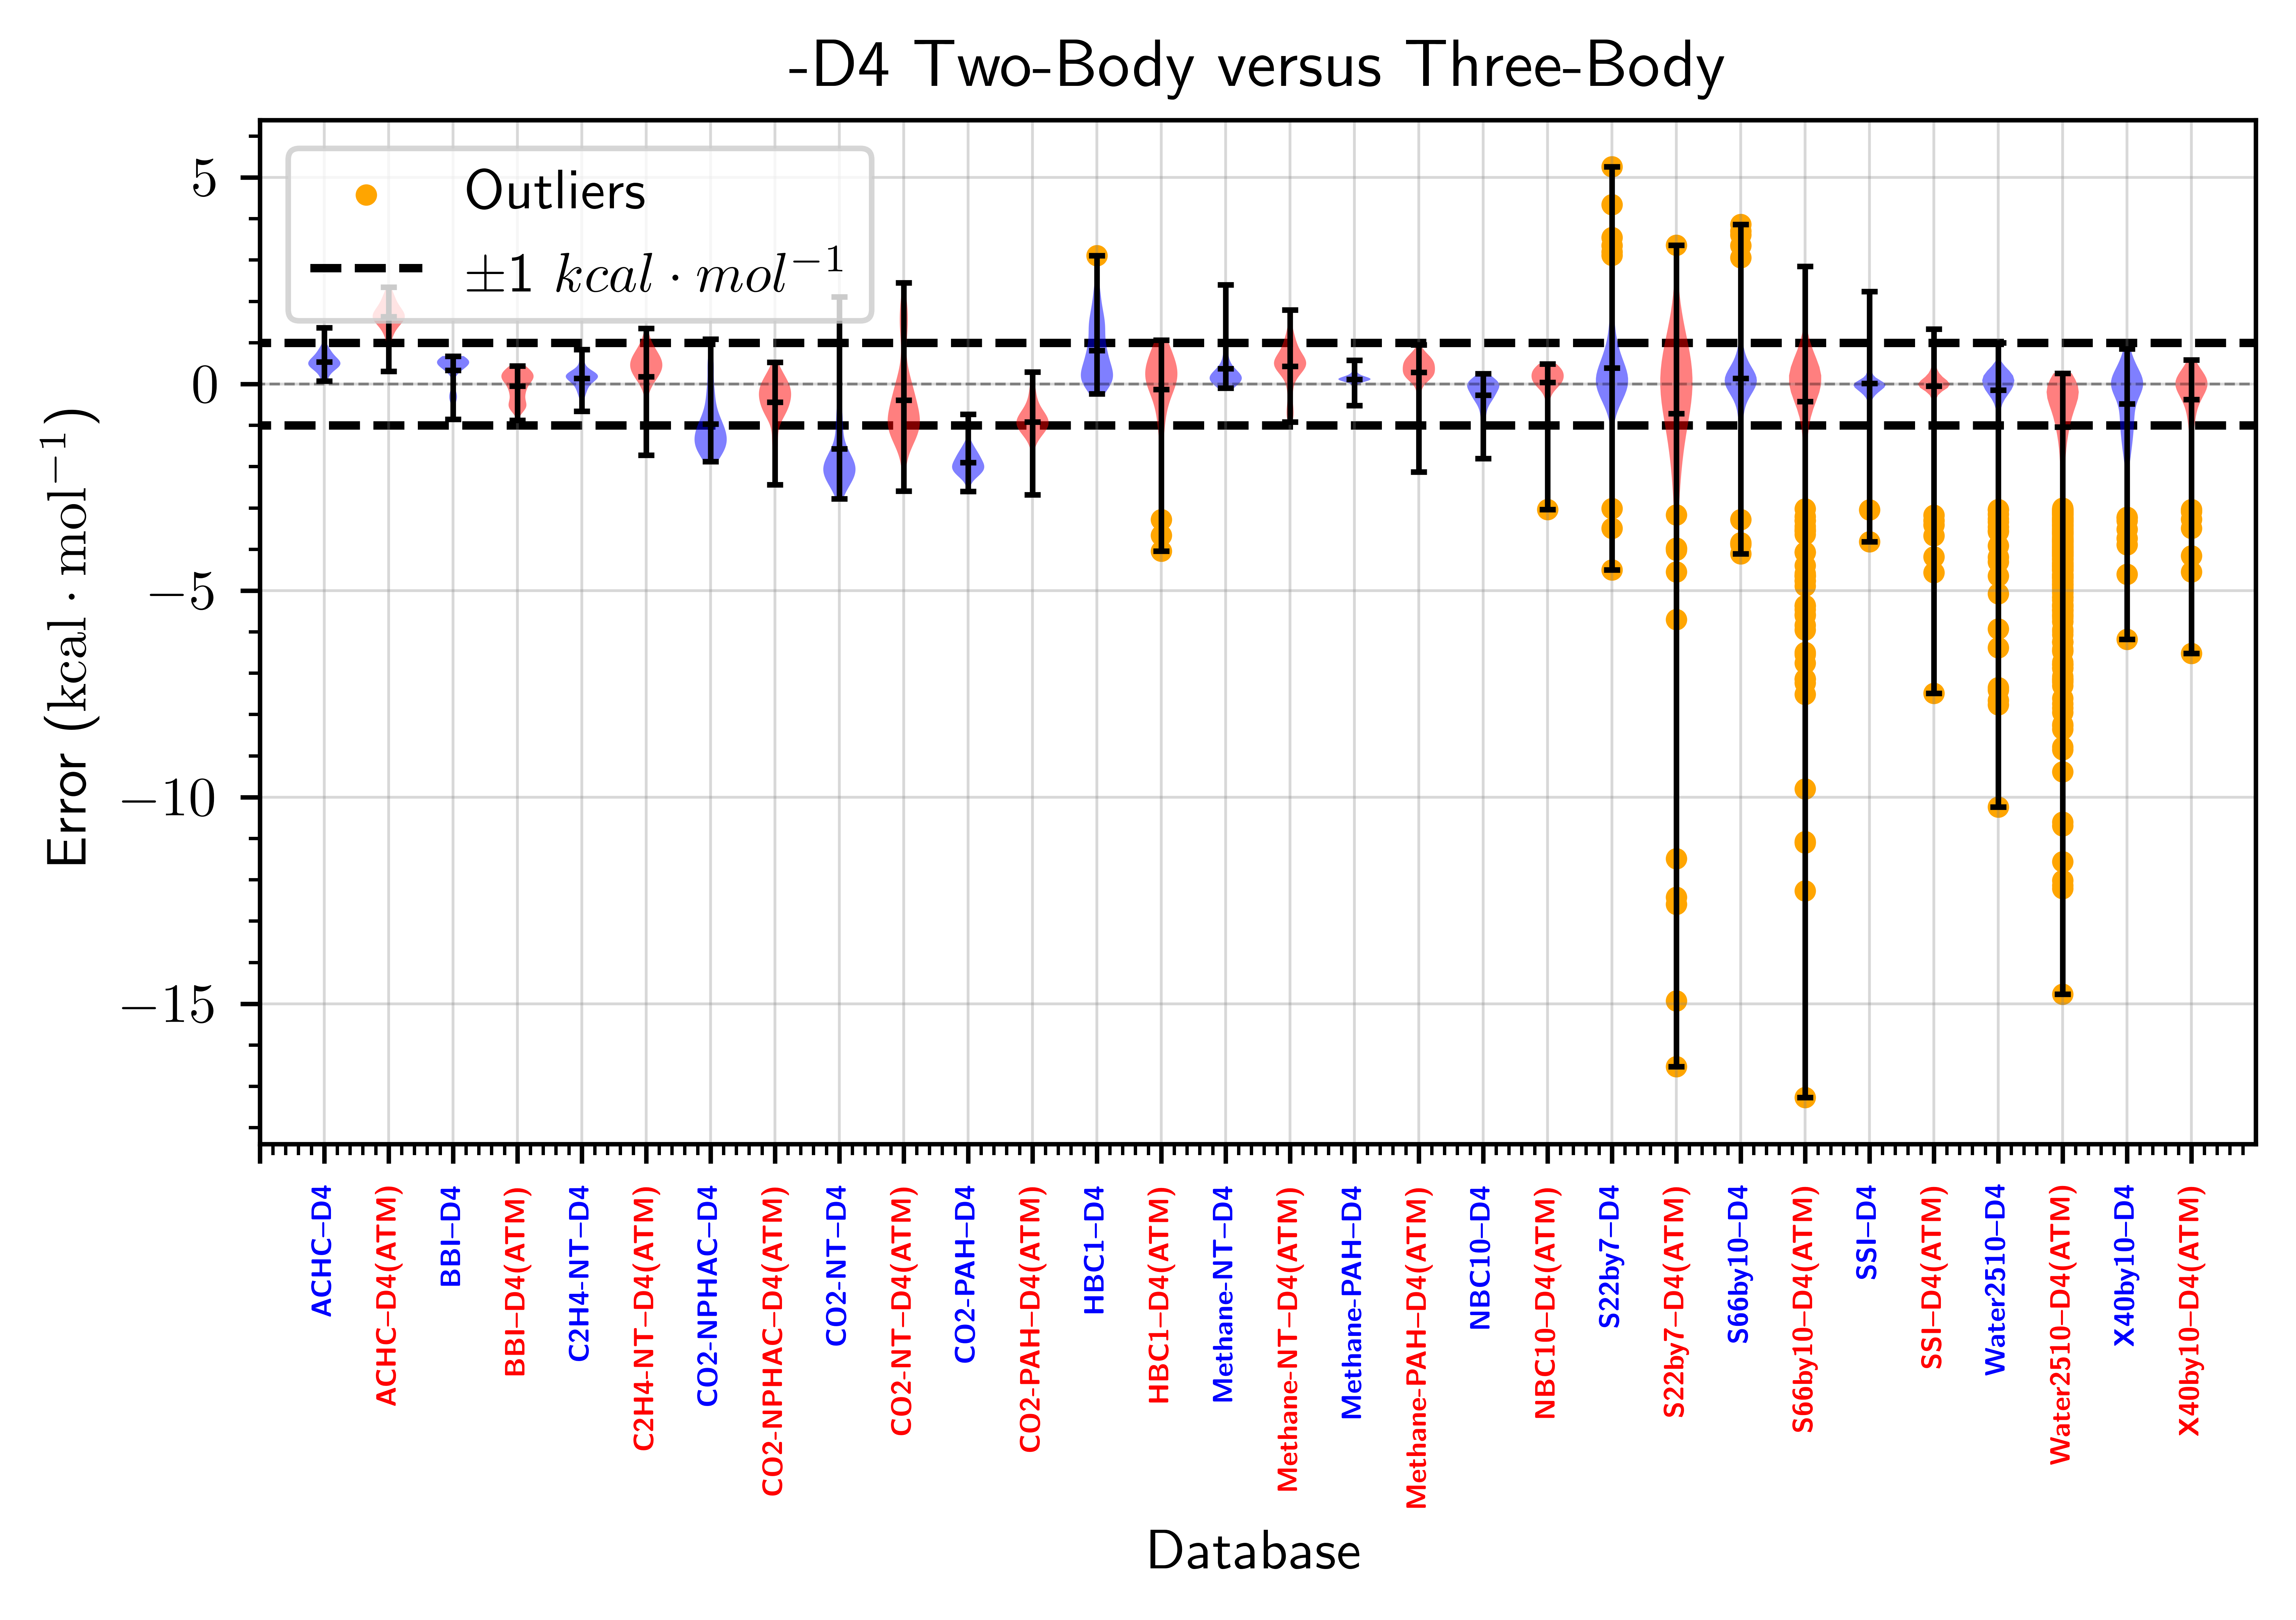 -D4 Two-Body versus Three-Body
Outliers
±1 kcal · mol⁻¹
Error (kcal · mol⁻¹)
5
0
−5
−10
−15
ACHC–D4
ACHC–D4(ATM)
BBI–D4
BBI–D4(ATM)
C2H4-NT–D4
C2H4-NT–D4(ATM)
CO2-NPHAC–D4
CO2-NPHAC–D4(ATM)
CO2-NT–D4
CO2-NT–D4(ATM)
CO2-PAH–D4
CO2-PAH–D4(ATM)
HBC1–D4
HBC1–D4(ATM)
Methane-NT–D4
Methane-NT–D4(ATM)
Methane-PAH–D4
Methane-PAH–D4(ATM)
NBC10–D4
NBC10–D4(ATM)
S22by7–D4
S22by7–D4(ATM)
S66by10–D4
S66by10–D4(ATM)
SSI–D4
SSI–D4(ATM)
Water2510–D4
Water2510–D4(ATM)
X40by10–D4
X40by10–D4(ATM)
Database